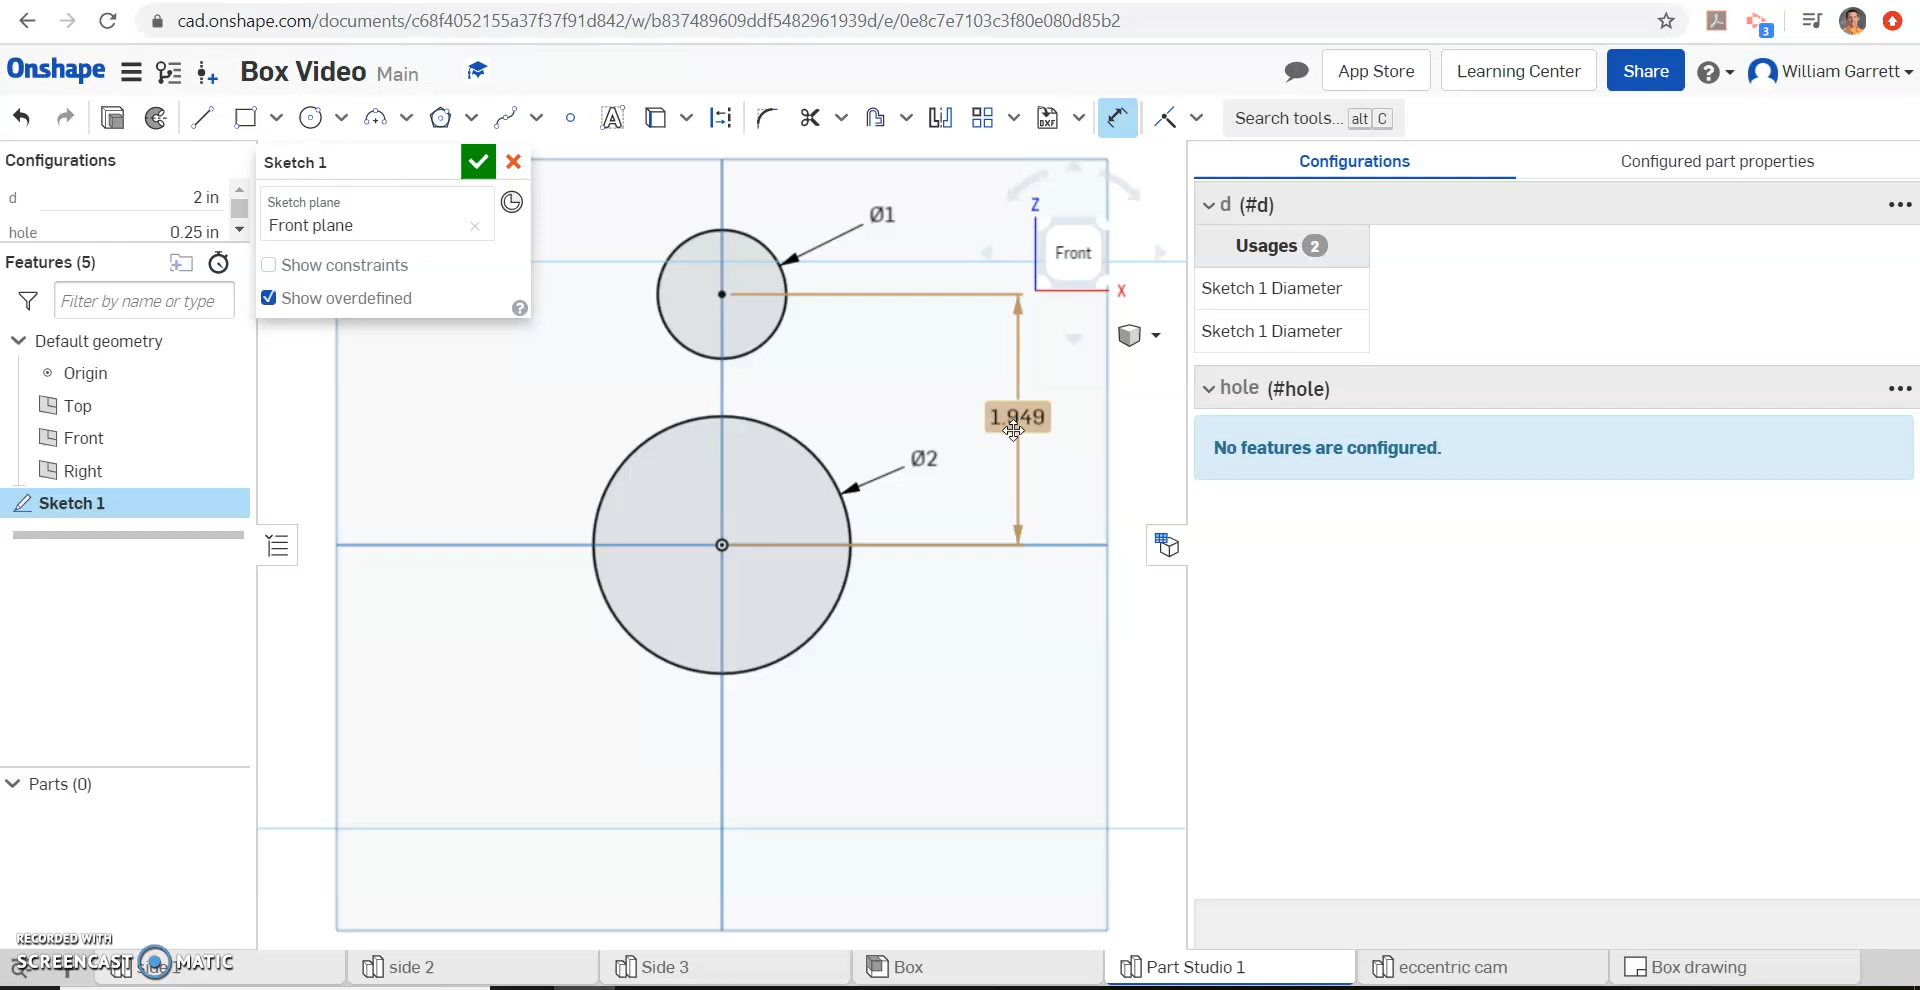 cad.onshape.com/documents/c68f4052155a37f37f91d842/w/b837489609ddf5482961939d/e/0e8c7e7103c3f80e080d85b2
3
Onshape
Box Video Main
App Store
Learning Center
Share
William Garrett
DXF
Search tools... alt C
Configurations
d 2 in
hole 0.25 in
Features (5)
Filter by name or type
Default geometry
Origin
Top
Front
Right
Sketch 1
Parts (0)
Sketch 1
Sketch plane
Front plane
Show constraints
Show overdefined
Ø1
Ø2
1.949
Z
Front
X
Configurations
Configured part properties
d (#d)
Usages 2
Sketch 1 Diameter
Sketch 1 Diameter
hole (#hole)
No features are configured.
RECORDED WITH
SCREENCAST MATIC
side 2
Side 3
Box
Part Studio 1
eccentric cam
Box drawing